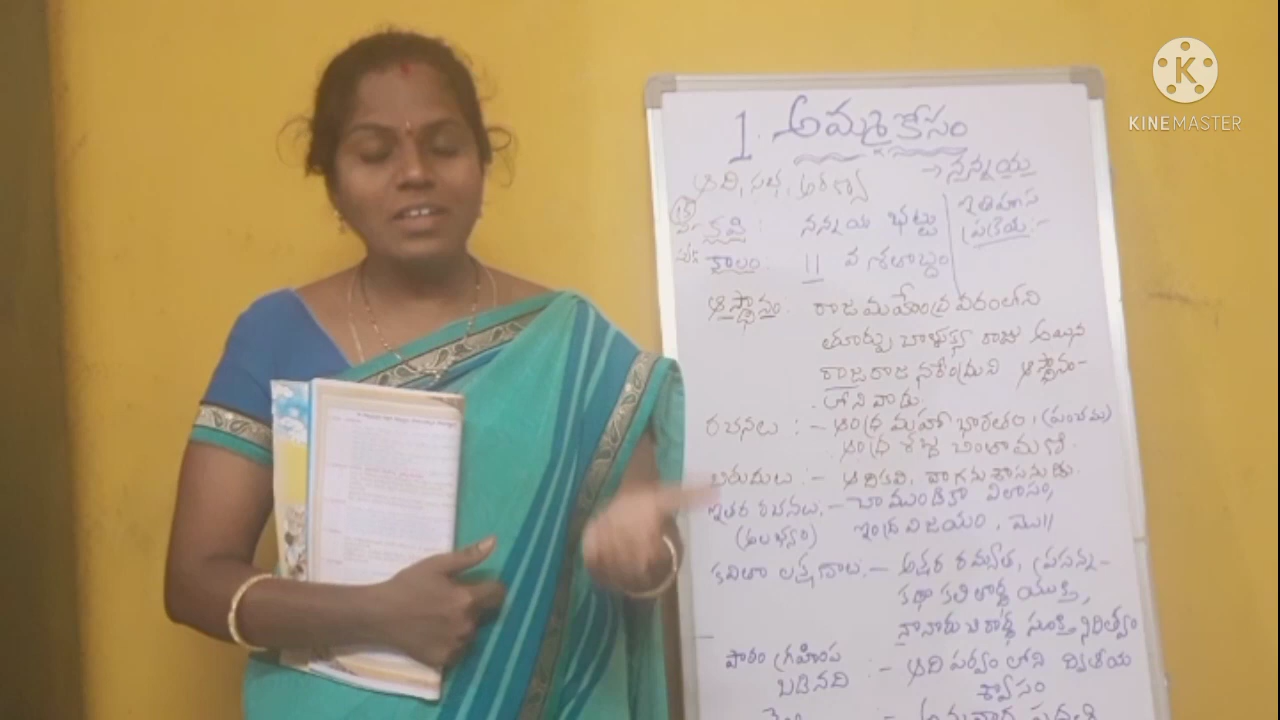 KINEMASTER
1. అమ్మ కోసం
→ నన్నయ్య
ఆది, సభ, అరణ్య
కవి : నన్నయ భట్టు
ఇతిహాస
ప్రక్రియ :-
కాలం 11 వ శతాబ్దం
ఆస్థానం. రాజమహేంద్రవరంలోని
తూర్పు చాళుక్య రాజు అయిన
రాజరాజ నరేంద్రుని ఆస్థానం-
లోని వాడు.
రచనలు :- ఆంధ్ర మహా భారతం, (పంచమ)
ఆంధ్ర శబ్ద చింతామణి.
బిరుదులు :- ఆదికవి, వాగనుశాసనుడు.
ఇతర రచనలు.- చాముండికా విలాసం,
(అలభ్యం) ఇంద్ర విజయం, మొ॥
కవితా లక్షణాలు.- అక్షర రమ్యత, ప్రసన్న-
కథా కలితార్థ యుక్తి,
నానారుచిరార్థ సూక్తి నిధిత్వం
పాఠం గ్రహింప
బడినది :- ఆది పర్వం లోని ద్వితీయ
శ్వాసం